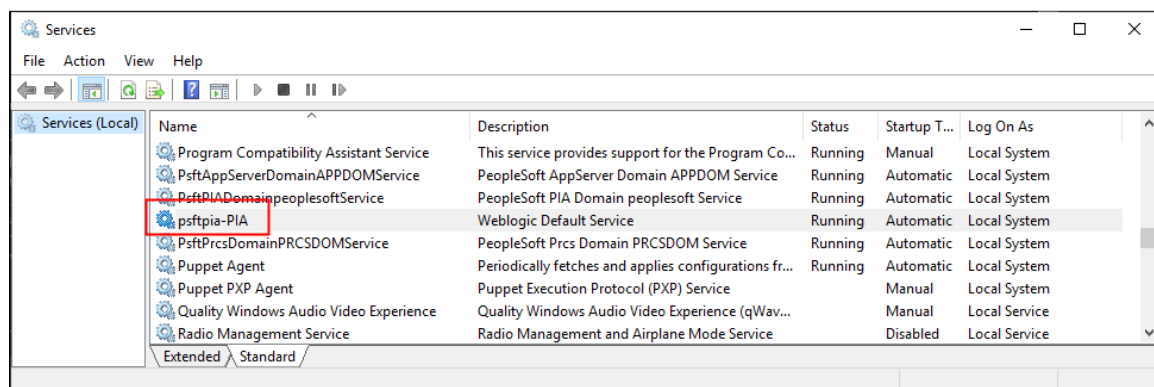 Services
File Action View Help
Services (Local)
Name Description Status Startup T... Log On As
Program Compatibility Assistant Service This service provides support for the Program Co... Running Manual Local System
PsftAppServerDomainAPPDOMService PeopleSoft AppServer Domain APPDOM Service Running Automatic Local System
PsftPIADomainpeoplesoftService PeopleSoft PIA Domain peoplesoft Service Running Automatic Local System
psftpia-PIA Weblogic Default Service Running Automatic Local System
PsftPrcsDomainPRCSDOMService PeopleSoft Prcs Domain PRCSDOM Service Running Automatic Local System
Puppet Agent Periodically fetches and applies configurations fr... Running Automatic Local System
Puppet PXP Agent Puppet Execution Protocol (PXP) Service Manual Local System
Quality Windows Audio Video Experience Quality Windows Audio Video Experience (qWav... Manual Local Service
Radio Management Service Radio Management and Airplane Mode Service Disabled Local Service
Extended Standard